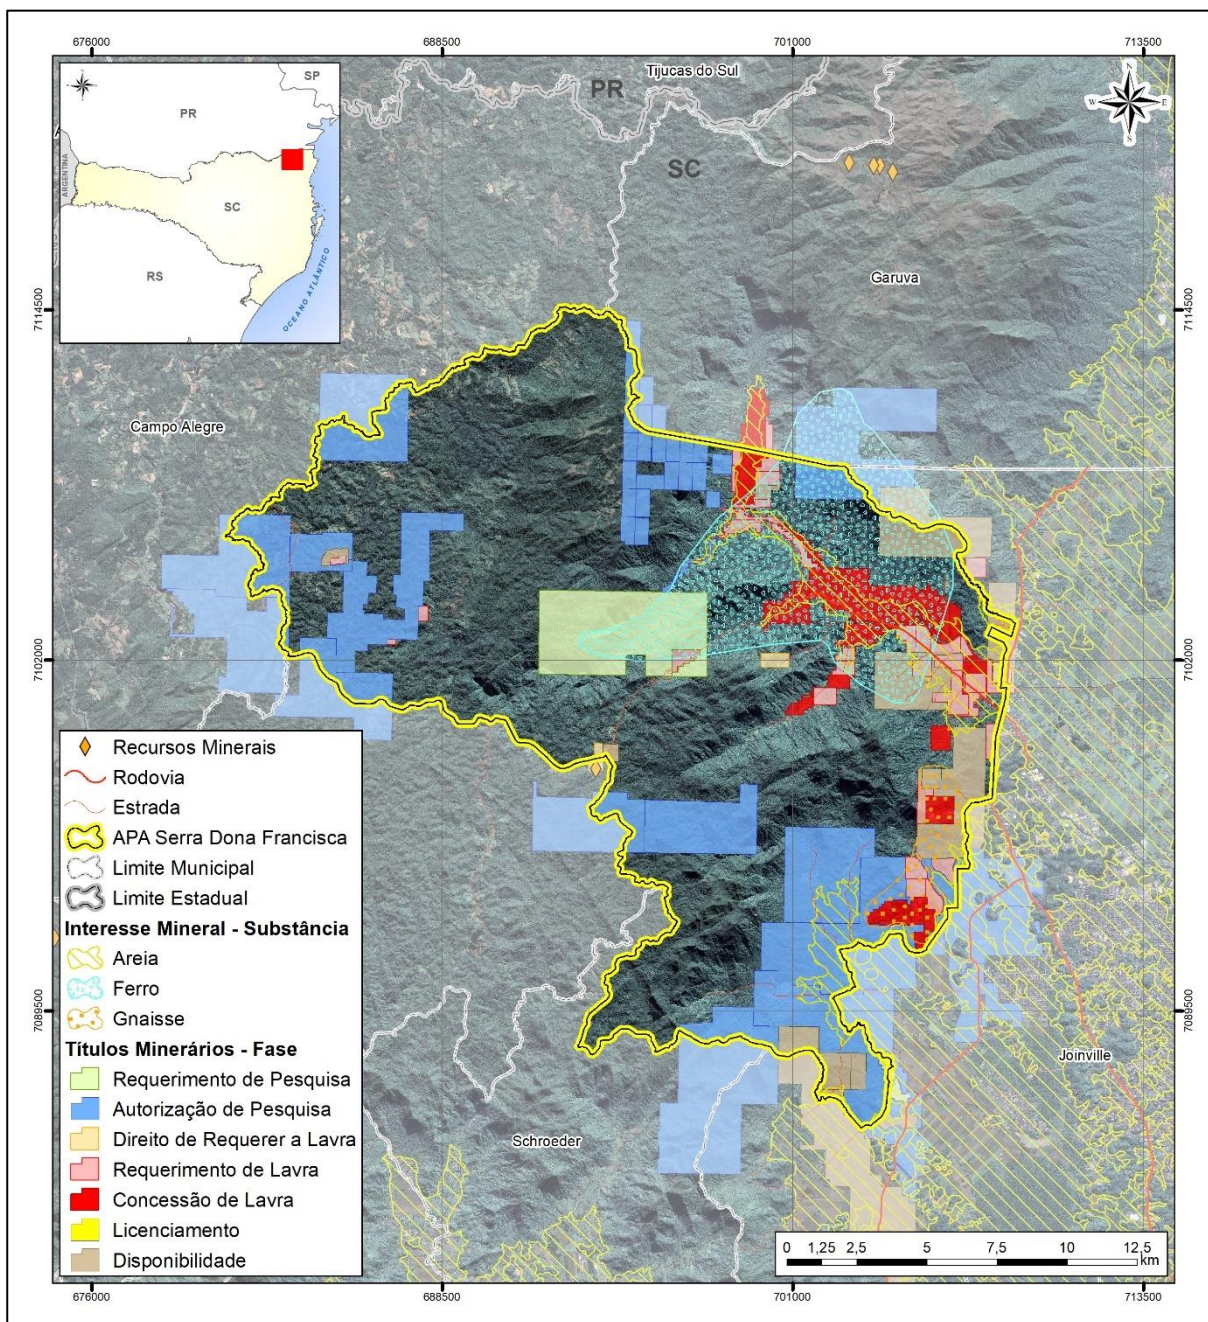 676000
688500
701000
713500
Tijucas do Sul
PR
SC
N
W
E
S
SP
PR
ARGENTINA
SC
RS
OCEANO ATLÂNTICO
Garuva
7114500
7114500
Campo Alegre
7102000
7102000
Recursos Minerais
Rodovia
Estrada
APA Serra Dona Francisca
Limite Municipal
Limite Estadual
Interesse Mineral - Substância
Areia
Ferro
Gnaisse
Títulos Minerários - Fase
Requerimento de Pesquisa
Autorização de Pesquisa
Direito de Requerer a Lavra
Requerimento de Lavra
Concessão de Lavra
Licenciamento
Disponibilidade
7089500
7089500
Joinville
Schroeder
0 1,25 2,5 5 7,5 10 12,5
km
676000
688500
701000
713500